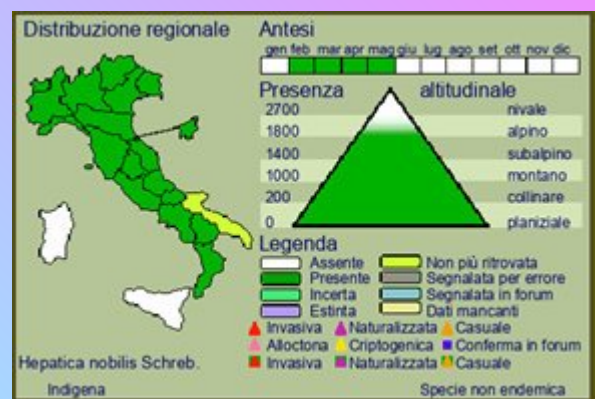 Distribuzione regionale
Antesi
gen feb mar apr mag giu lug ago set ott nov dic
Presenza altitudinale
2700 nivale
1800 alpino
1400 subalpino
1000 montano
200 collinare
0 planiziale
Legenda
Assente Non più ritrovata
Presente Segnalata per errore
Incerta Segnalata in forum
Estinta Dati mancanti
Invasiva Naturalizzata Casuale
Alloctona Criptogenica Conferma in forum
Invasiva Naturalizzata Casuale
Hepatica nobilis Schreb.
Indigena Specie non endemica